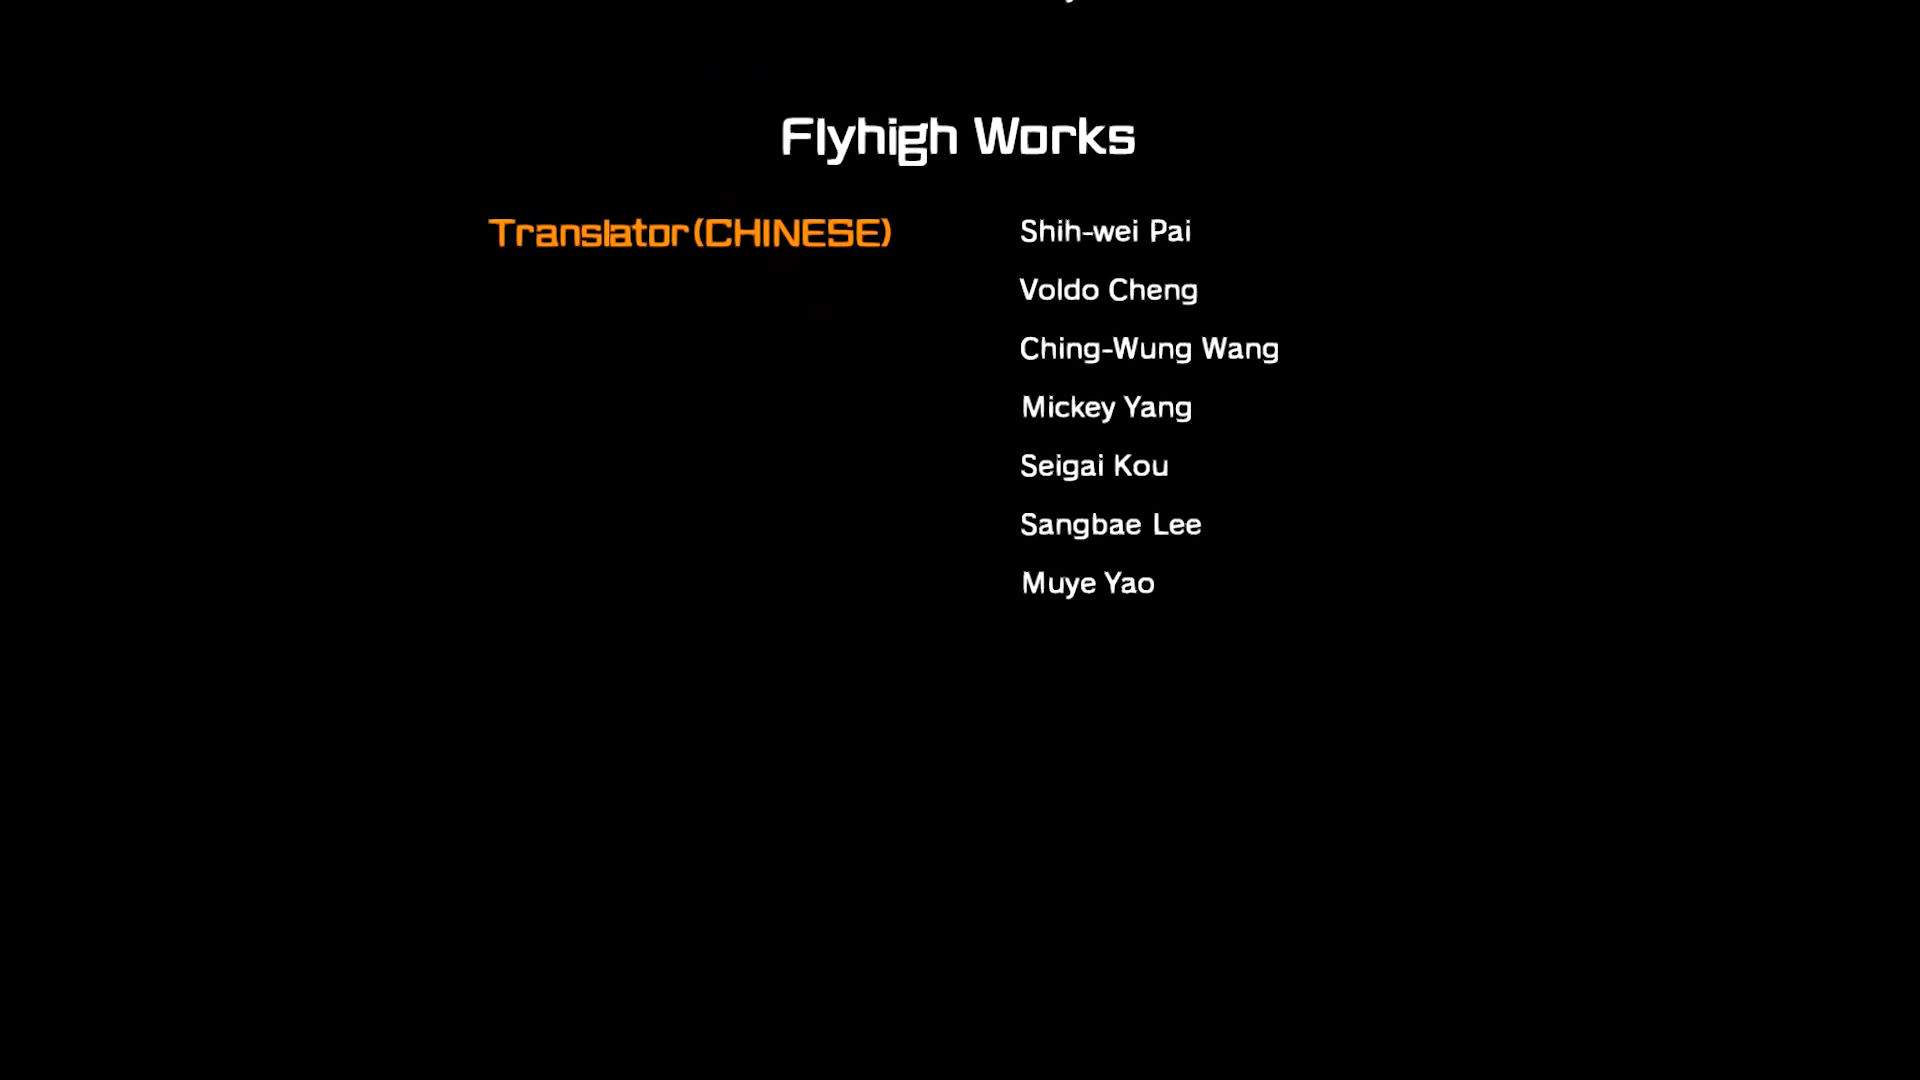 Flyhigh Works
Translator(CHINESE) Shih-wei Pai
Voldo Cheng
Ching-Wung Wang
Mickey Yang
Seigai Kou
Sangbae Lee
Muye Yao